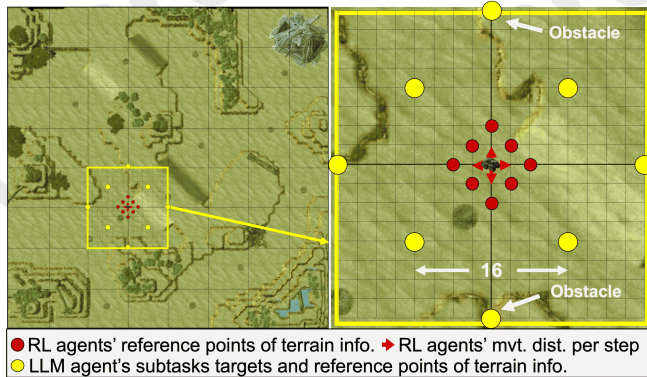 Obstacle
16
Obstacle
RL agents' reference points of terrain info. RL agents' mvt. dist. per step
LLM agent's subtasks targets and reference points of terrain info.